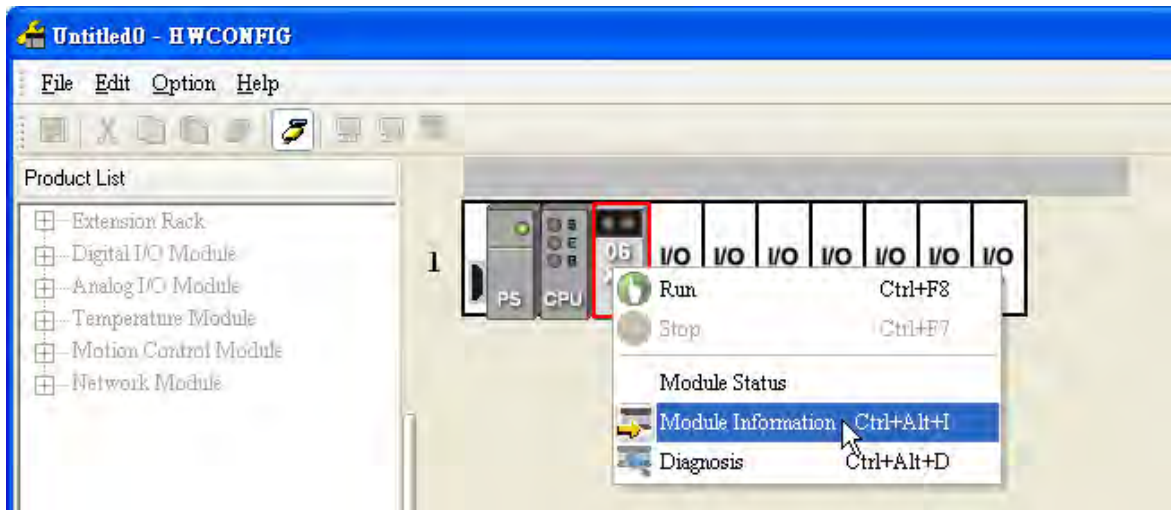 Untitled0 - HWCONFIG
File Edit Option Help
Product List
Extension Rack
Digital I/O Module
Analog I/O Module
Temperature Module
Motion Control Module
Network Module
1
PS CPU 06 I/O I/O I/O I/O I/O I/O I/O
Run Ctrl+F8
Stop Ctrl+F7
Module Status
Module Information Ctrl+Alt+I
Diagnosis Ctrl+Alt+D